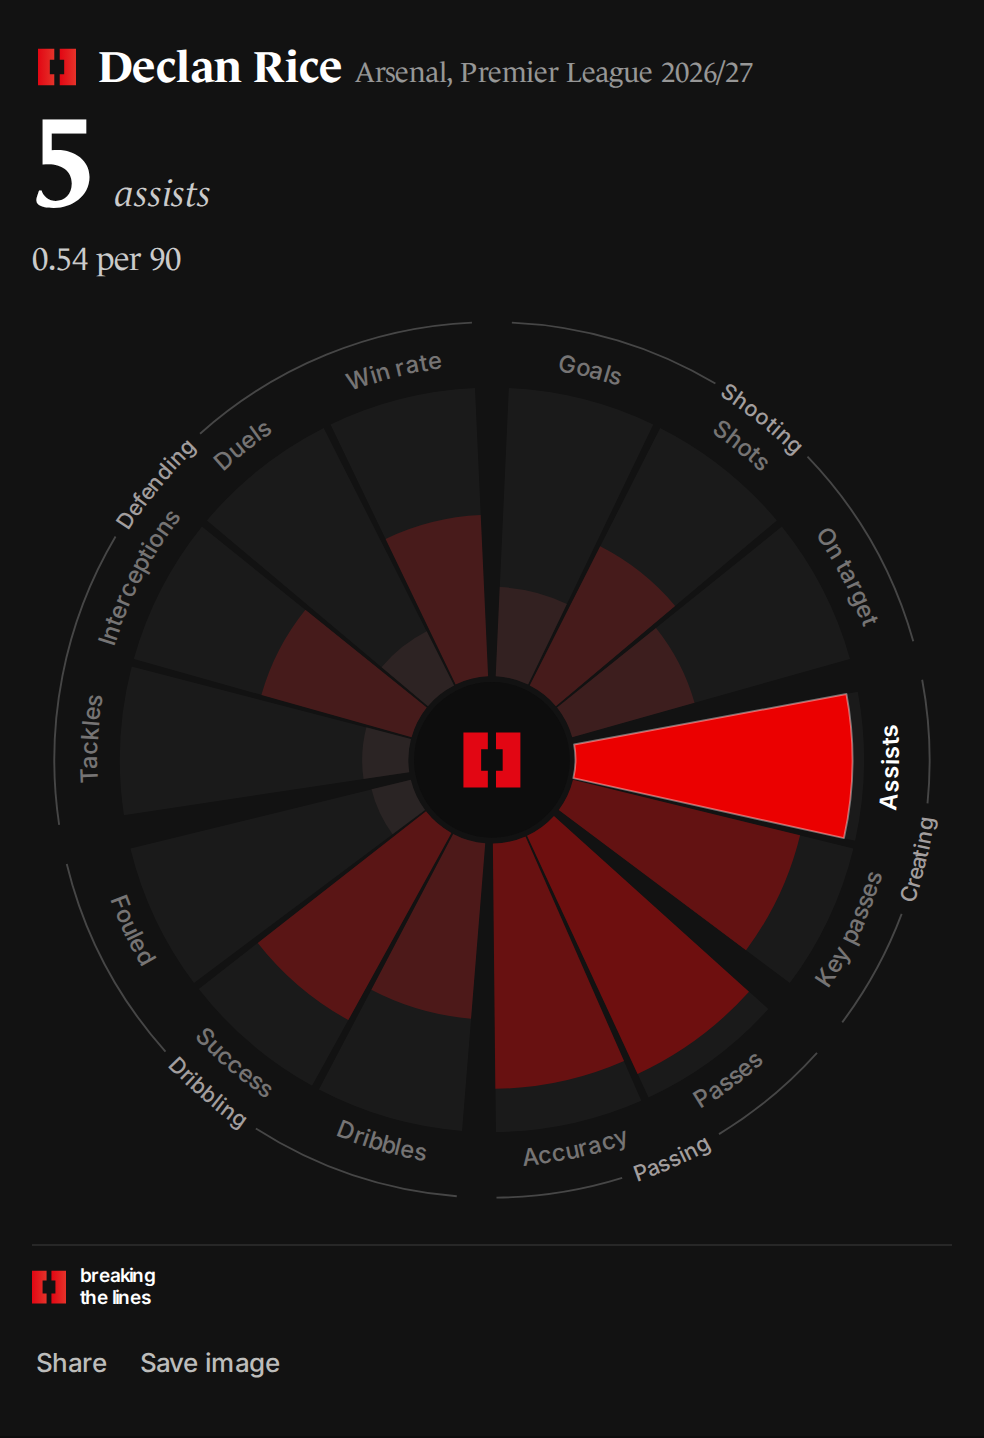 Declan Rice Arsenal, Premier League 2026/27
5 assists
0.54 per 90
Win rate
Goals
Shooting
Shots
Duels
Defending
Interceptions
On target
Tackles
Assists
Creating
Key passes
Fouled
Success
Dribbling
Dribbles
Accuracy
Passing
Passes
breaking
the lines
Share Save image